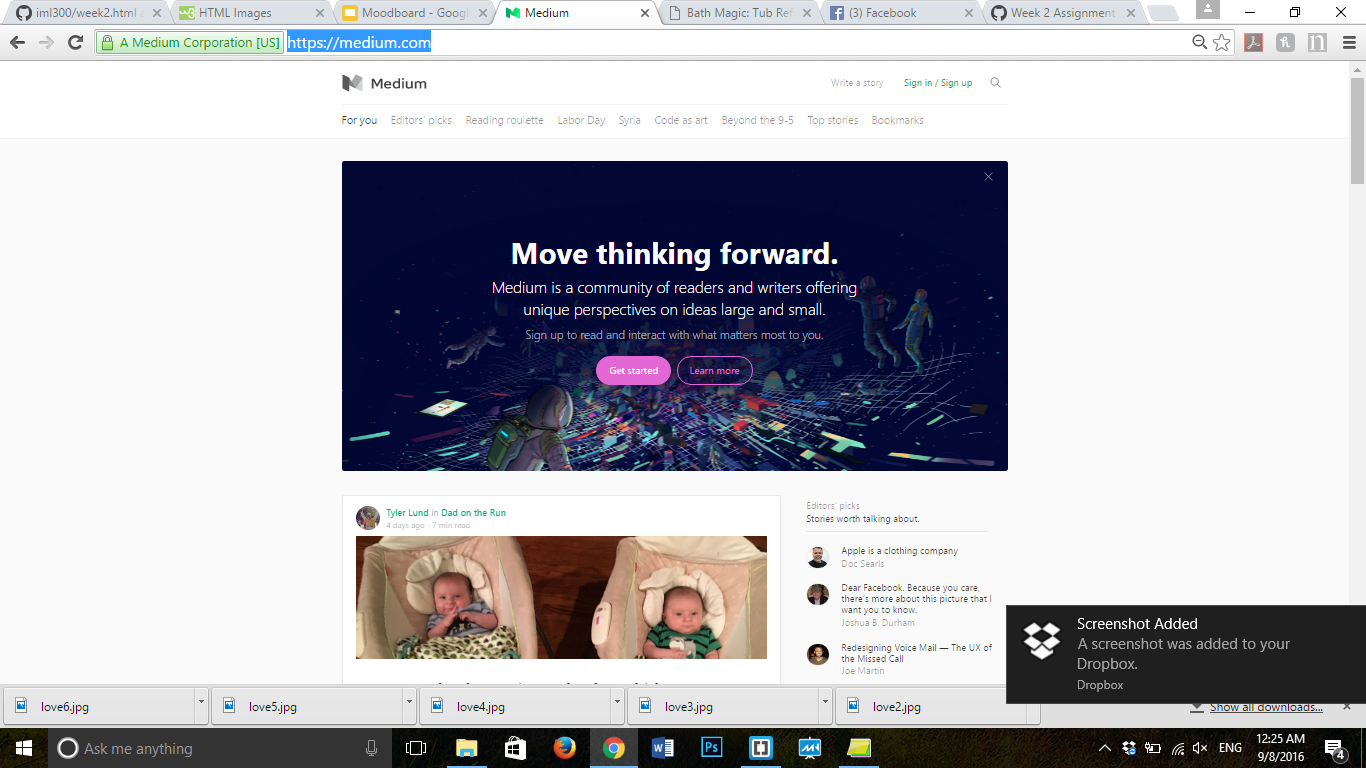 iml300/week2.html a
HTML Images
Moodboard - Googl
Medium
Bath Magic: Tub Ref
(3) Facebook
Week 2 Assignment
A Medium Corporation [US]
https://medium.com
Medium
Write a story
Sign in / Sign up
For you
Editors' picks
Reading roulette
Labor Day
Syria
Code as art
Beyond the 9-5
Top stories
Bookmarks
Move thinking forward.
Medium is a community of readers and writers offering
unique perspectives on ideas large and small.
Sign up to read and interact with what matters most to you.
Get started
Learn more
Tyler Lund in Dad on the Run
4 days ago · 7 min read
Editors' picks
Stories worth talking about.
Apple is a clothing company
Doc Searls
Dear Facebook. Because you care,
there's more about this picture that I
want you to know.
Joshua B. Durham
Redesigning Voice Mail — The UX of
the Missed Call
Joe Martin
Screenshot Added
A screenshot was added to your
Dropbox.
Dropbox
love6.jpg
love5.jpg
love4.jpg
love3.jpg
love2.jpg
Show all downloads...
Ask me anything
ENG
12:25 AM
9/8/2016
4